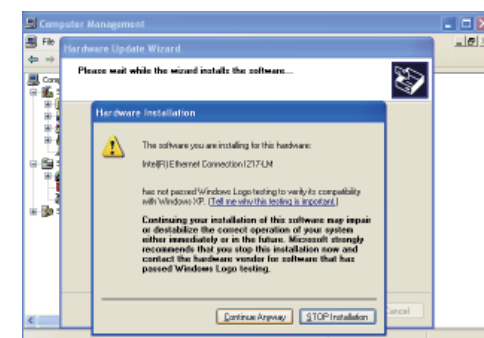 Computer Management
File
Hardware Update Wizard
Please wait while the wizard installs the software...
Hardware Installation
The software you are installing for this hardware:
Intel(R) Ethernet Connection I217-LM
has not passed Windows Logo testing to verify its compatibility
with Windows XP. (Tell me why this testing is important.)
Continuing your installation of this software may impair
or destabilize the correct operation of your system
either immediately or in the future. Microsoft strongly
recommends that you stop this installation now and
contact the hardware vendor for software that has
passed Windows Logo testing.
Continue Anyway
STOP Installation
Cancel